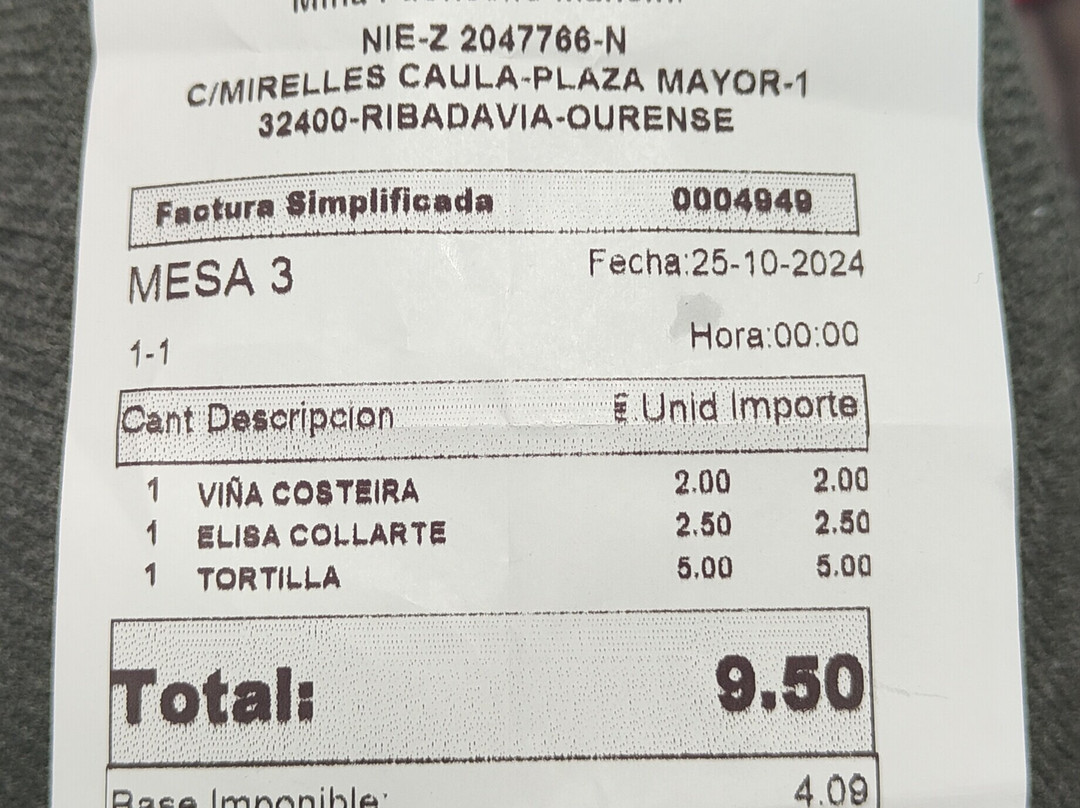 NIE-Z 2047766-N
C/MIRELLES CAULA-PLAZA MAYOR-1
32400-RIBADAVIA-OURENSE
Factura Simplificada 0004949
MESA 3 Fecha:25-10-2024
1-1 Hora:00:00
Cant Descripcion €.Unid Importe
1 VIÑA COSTEIRA 2.00 2.00
1 ELISA COLLARTE 2.50 2.50
1 TORTILLA 5.00 5.00
Total: 9.50
Base Imponible: 4.09